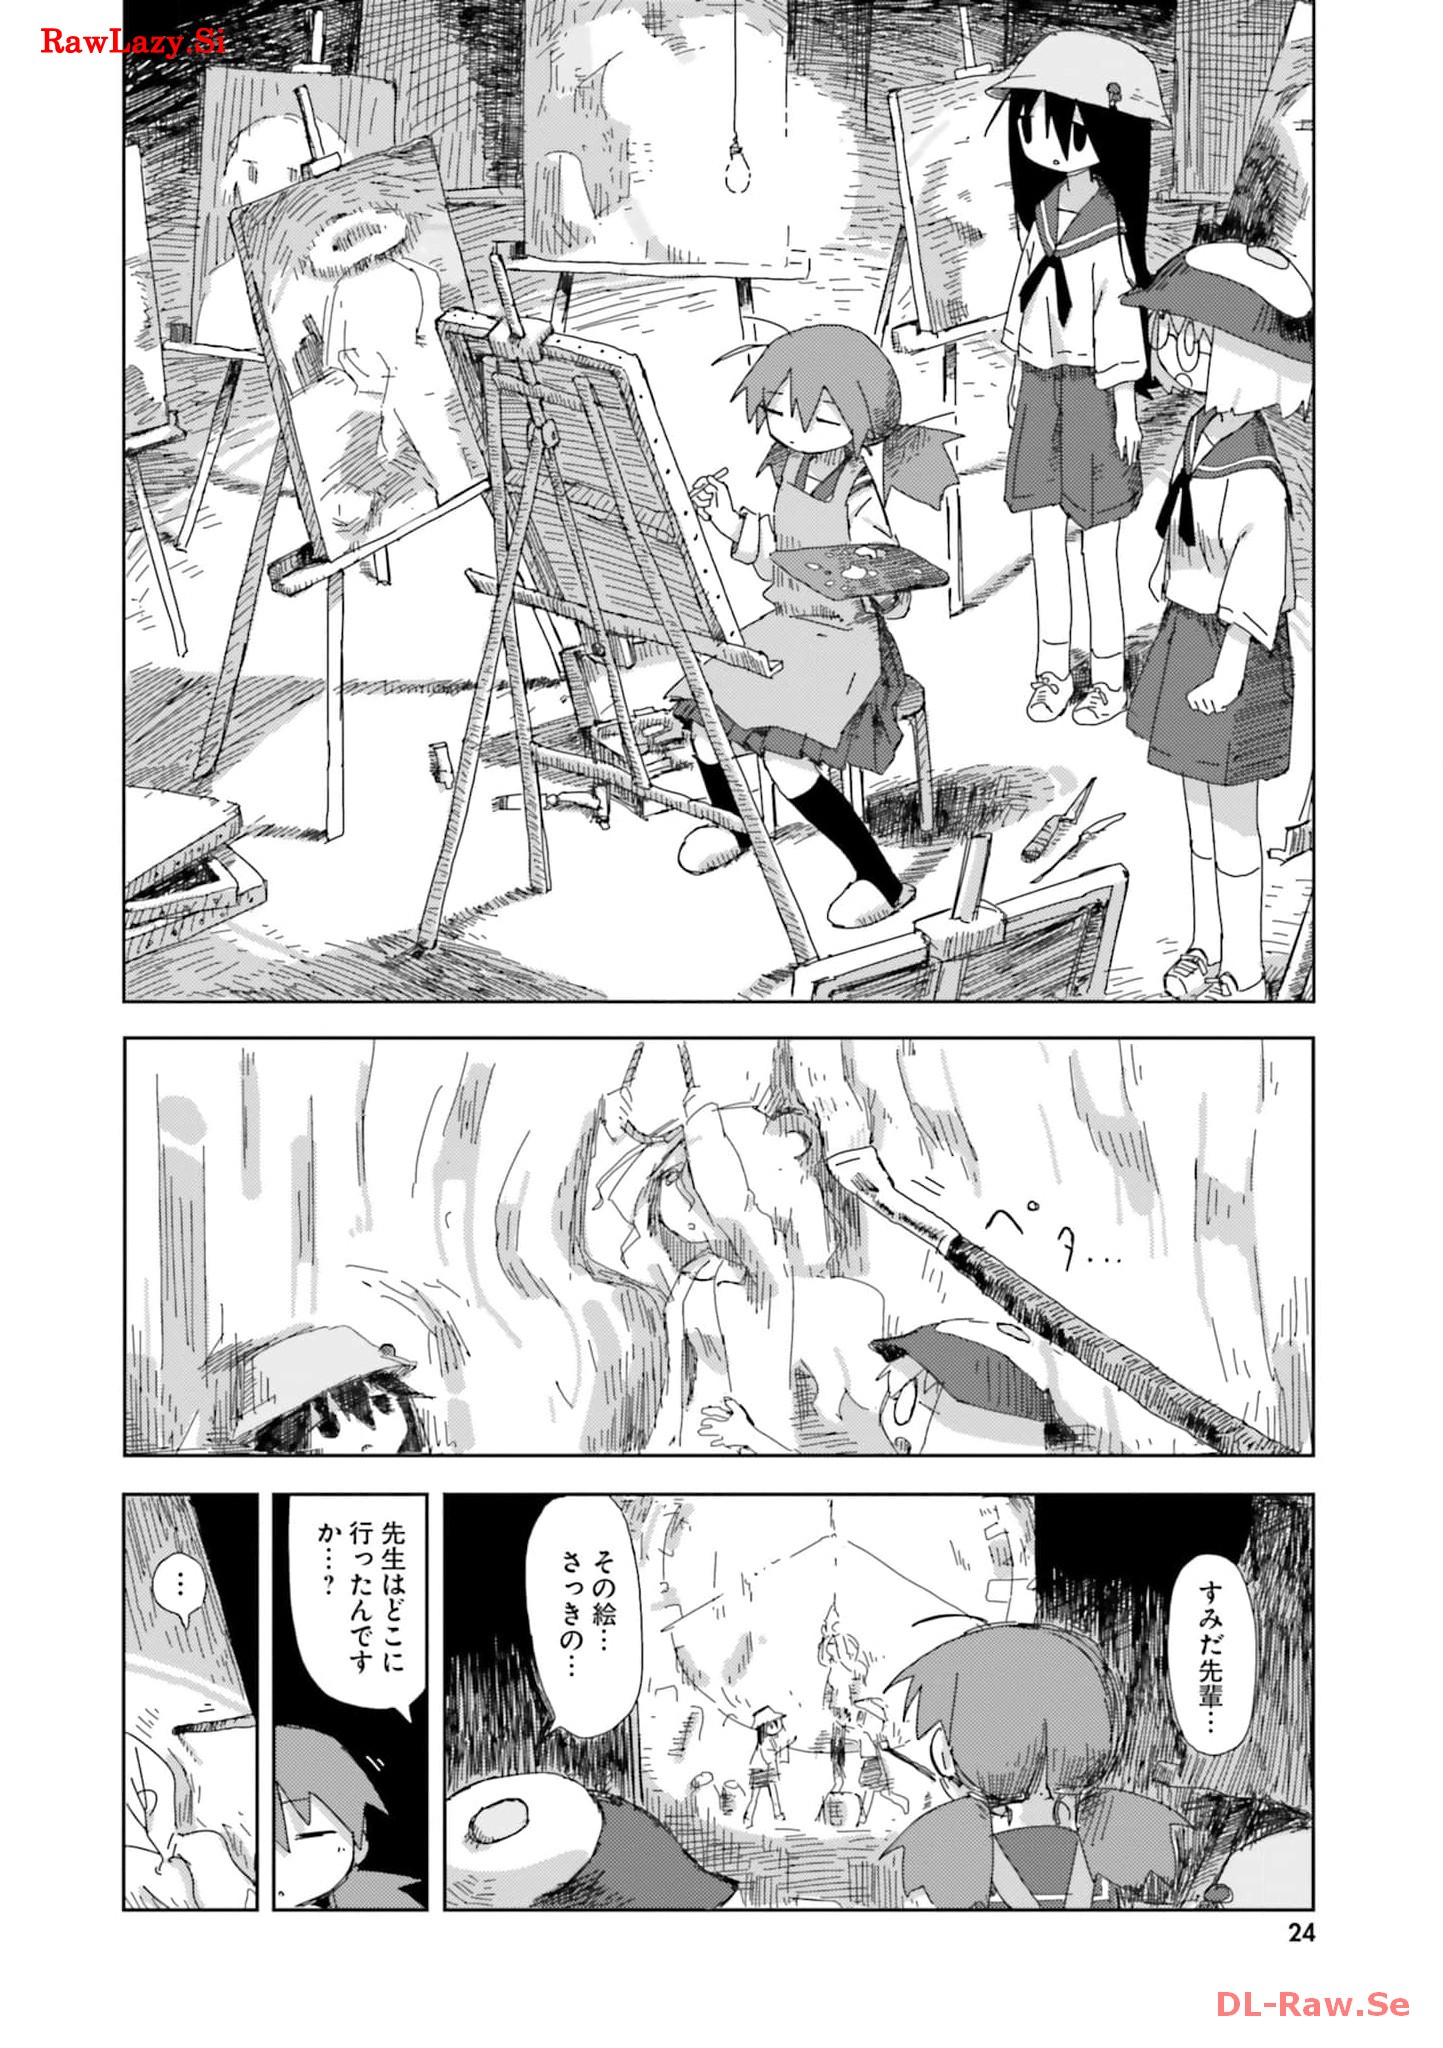 RawLazy.Si
ペタ...
すみだ先輩…
その絵…
さっきの…
先生はどこに
行ったんです
か…？
…
24
DL-Raw.Se